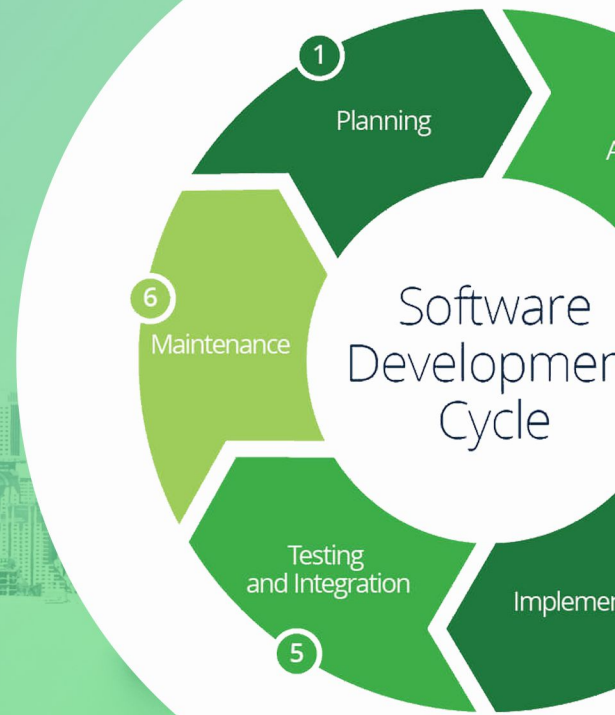 1
Planning
A
6
Maintenance
Software
Developmen
Cycle
Testing
and Integration
5
Implemen